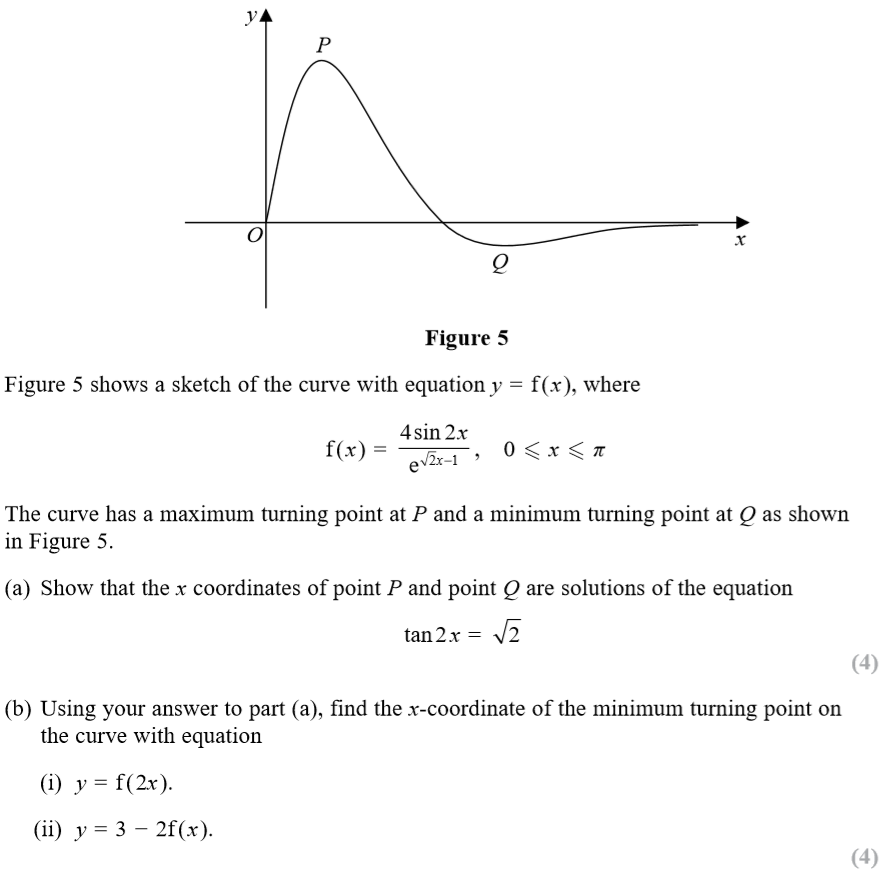 y
P
O
x
Q
Figure 5
Figure 5 shows a sketch of the curve with equation y = f(x), where
f(x) = 4 sin 2x / e^(√2x−1), 0 ⩽ x ⩽ π
The curve has a maximum turning point at P and a minimum turning point at Q as shown
in Figure 5.
(a) Show that the x coordinates of point P and point Q are solutions of the equation
tan 2x = √2
(4)
(b) Using your answer to part (a), find the x-coordinate of the minimum turning point on
the curve with equation
(i) y = f(2x).
(ii) y = 3 − 2f(x).
(4)